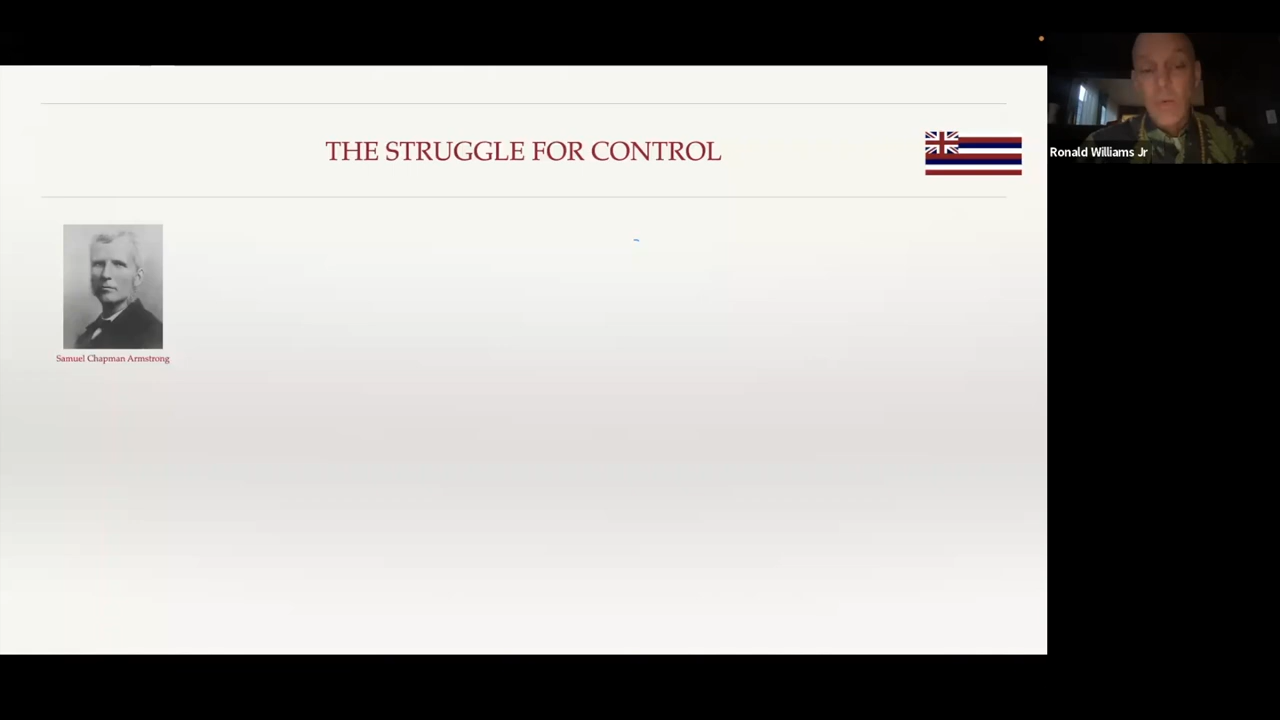 THE STRUGGLE FOR CONTROL
Ronald Williams Jr
Samuel Chapman Armstrong